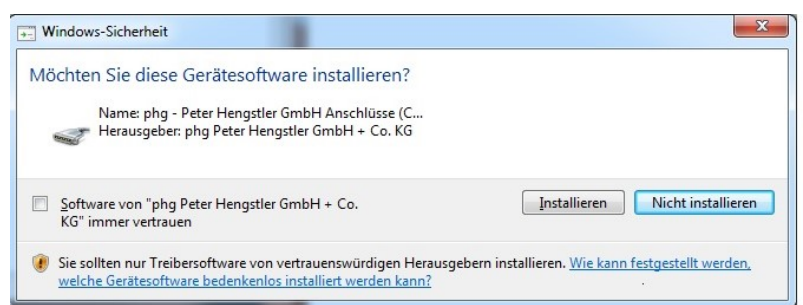 Windows-Sicherheit
Möchten Sie diese Gerätesoftware installieren?
Name: phg - Peter Hengstler GmbH Anschlüsse (C...
Herausgeber: phg Peter Hengstler GmbH + Co. KG
Software von "phg Peter Hengstler GmbH + Co.
KG" immer vertrauen
Installieren
Nicht installieren
Sie sollten nur Treibersoftware von vertrauenswürdigen Herausgebern installieren. Wie kann festgestellt werden,
welche Gerätesoftware bedenkenlos installiert werden kann?